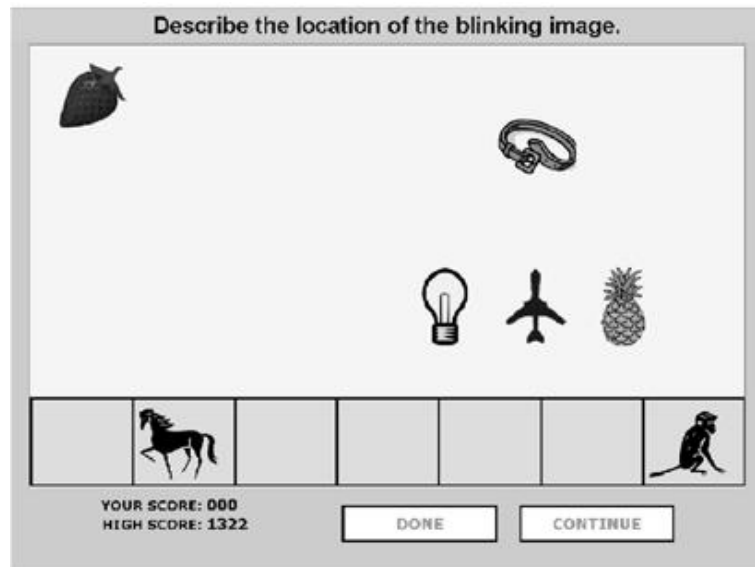 Describe the location of the blinking image.
YOUR SCORE: 000
HIGH SCORE: 1322
DONE
CONTINUE